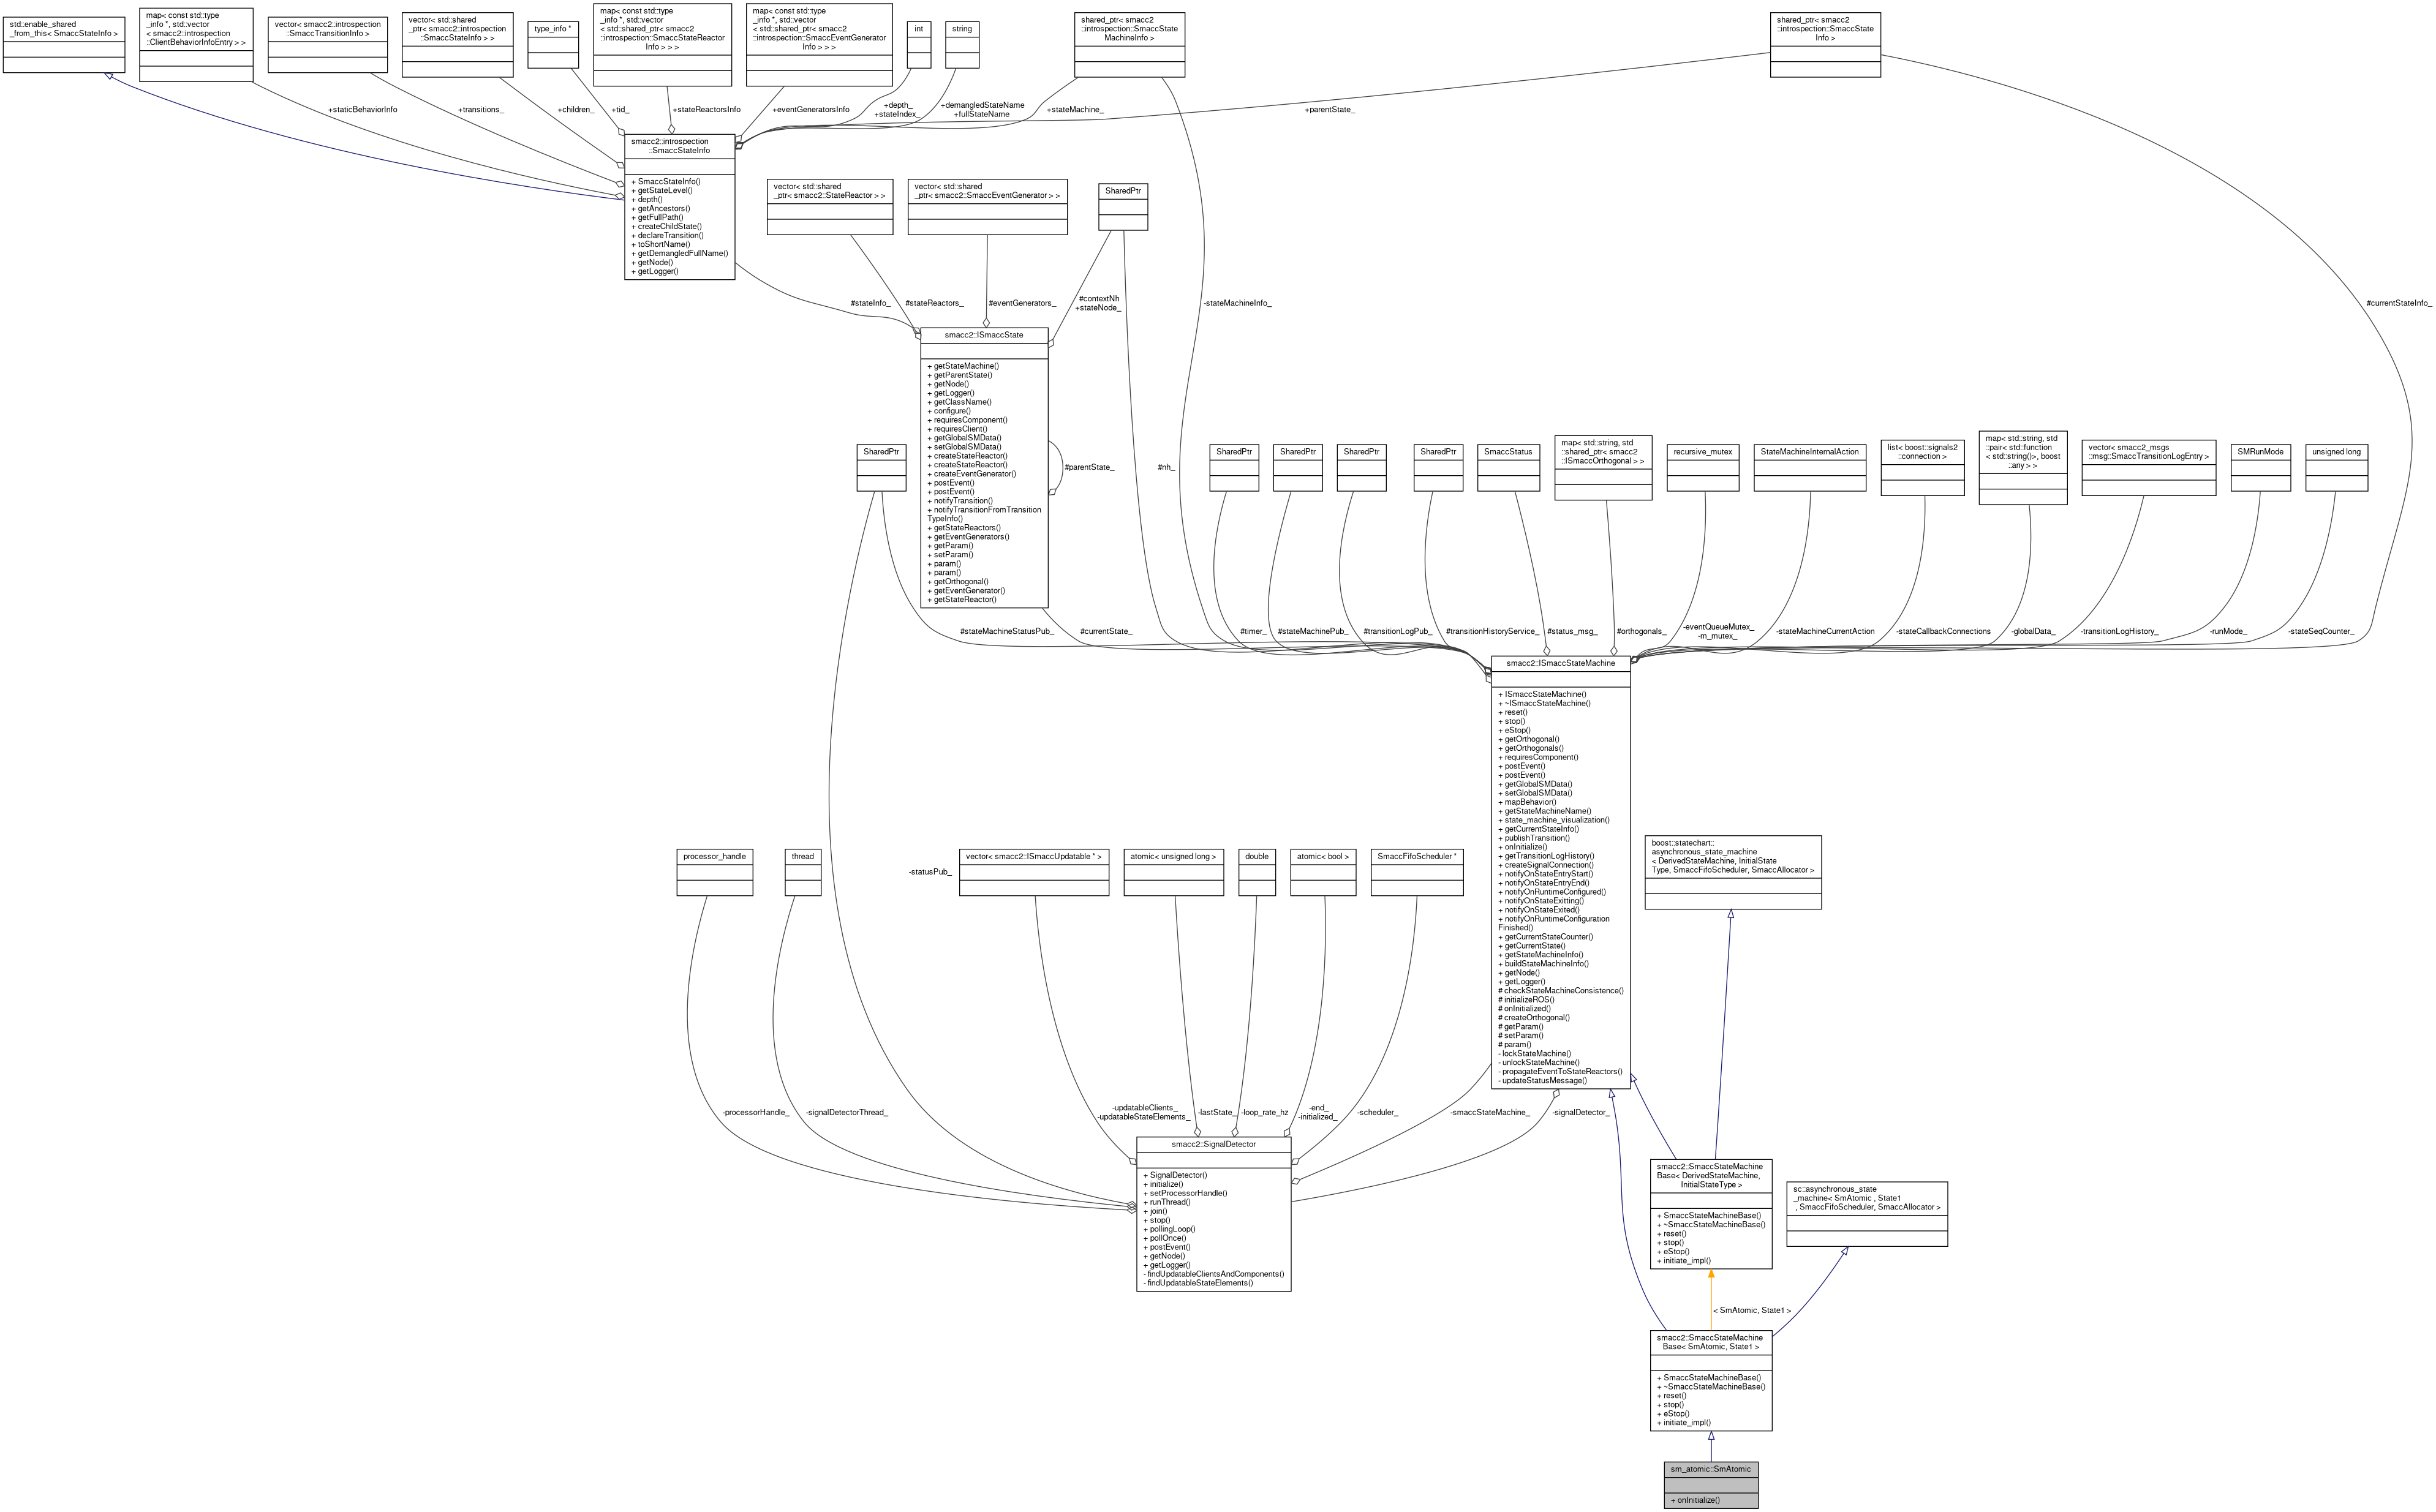 std::enable_shared
_from_this< SmaccStateInfo >
map< const std::type
_info *, std::vector
< smacc2::introspection
::ClientBehaviorInfoEntry > >
vector< smacc2::introspection
::SmaccTransitionInfo >
vector< std::shared
_ptr< smacc2::introspection
::SmaccStateInfo > >
type_info *
map< const std::type
_info *, std::vector
< std::shared_ptr< smacc2
::introspection::SmaccStateReactor
Info > > >
map< const std::type
_info *, std::vector
< std::shared_ptr< smacc2
::introspection::SmaccEventGenerator
Info > > >
int
string
shared_ptr< smacc2
::introspection::SmaccState
MachineInfo >
shared_ptr< smacc2
::introspection::SmaccState
Info >
+staticBehaviorInfo
+transitions_
+children_
+tid_
+stateReactorsInfo
+eventGeneratorsInfo
+depth_
+stateIndex_
+demangledStateName
+fullStateName
+stateMachine_
+parentState_
smacc2::introspection
::SmaccStateInfo
+ SmaccStateInfo()
+ getStateLevel()
+ depth()
+ getAncestors()
+ getFullPath()
+ createChildState()
+ declareTransition()
+ toShortName()
+ getDemangledFullName()
+ getNode()
+ getLogger()
vector< std::shared
_ptr< smacc2::StateReactor > >
vector< std::shared
_ptr< smacc2::SmaccEventGenerator > >
SharedPtr
#stateInfo_
#stateReactors_
#eventGenerators_
#contextNh
+stateNode_
-stateMachineInfo_
#currentStateInfo_
smacc2::ISmaccState
+ getStateMachine()
+ getParentState()
+ getNode()
+ getLogger()
+ getClassName()
+ configure()
+ requiresComponent()
+ requiresClient()
+ getGlobalSMData()
+ setGlobalSMData()
+ createStateReactor()
+ createStateReactor()
+ createEventGenerator()
+ postEvent()
+ postEvent()
+ notifyTransition()
+ notifyTransitionFromTransition
TypeInfo()
+ getStateReactors()
+ getEventGenerators()
+ getParam()
+ setParam()
+ param()
+ param()
+ getOrthogonal()
+ getEventGenerator()
+ getStateReactor()
#parentState_
#nh_
SharedPtr
SharedPtr
SharedPtr
SharedPtr
SharedPtr
SmaccStatus
map< std::string, std
::shared_ptr< smacc2
::ISmaccOrthogonal > >
recursive_mutex
StateMachineInternalAction
list< boost::signals2
::connection >
map< std::string, std
::pair< std::function
< std::string()>, boost
::any > >
vector< smacc2_msgs
::msg::SmaccTransitionLogEntry >
SMRunMode
unsigned long
#stateMachineStatusPub_
#currentState_
#timer_
#stateMachinePub_
#transitionLogPub_
#transitionHistoryService_
#status_msg_
#orthogonals_
-eventQueueMutex_
-m_mutex_
-stateMachineCurrentAction
-stateCallbackConnections
-globalData_
-transitionLogHistory_
-runMode_
-stateSeqCounter_
smacc2::ISmaccStateMachine
+ ISmaccStateMachine()
+ ~ISmaccStateMachine()
+ reset()
+ stop()
+ eStop()
+ getOrthogonal()
+ getOrthogonals()
+ requiresComponent()
+ postEvent()
+ postEvent()
+ getGlobalSMData()
+ setGlobalSMData()
+ mapBehavior()
+ getStateMachineName()
+ state_machine_visualization()
+ getCurrentStateInfo()
+ publishTransition()
+ onInitialize()
+ getTransitionLogHistory()
+ createSignalConnection()
+ notifyOnStateEntryStart()
+ notifyOnStateEntryEnd()
+ notifyOnRuntimeConfigured()
+ notifyOnStateExitting()
+ notifyOnStateExited()
+ notifyOnRuntimeConfiguration
Finished()
+ getCurrentStateCounter()
+ getCurrentState()
+ getStateMachineInfo()
+ buildStateMachineInfo()
+ getNode()
+ getLogger()
# checkStateMachineConsistence()
# initializeROS()
# onInitialized()
# createOrthogonal()
# getParam()
# setParam()
# param()
- lockStateMachine()
- unlockStateMachine()
- propagateEventToStateReactors()
- updateStatusMessage()
processor_handle
thread
-statusPub_
vector< smacc2::ISmaccUpdatable * >
atomic< unsigned long >
double
atomic< bool >
SmaccFifoScheduler *
boost::statechart::
asynchronous_state_machine
< DerivedStateMachine, InitialState
Type, SmaccFifoScheduler, SmaccAllocator >
-processorHandle_
-signalDetectorThread_
-updatableClients_
-updatableStateElements_
-lastState_
-loop_rate_hz
-end_
-initialized_
-scheduler_
-smaccStateMachine_
-signalDetector_
smacc2::SignalDetector
+ SignalDetector()
+ initialize()
+ setProcessorHandle()
+ runThread()
+ join()
+ stop()
+ pollingLoop()
+ pollOnce()
+ postEvent()
+ getNode()
+ getLogger()
- findUpdatableClientsAndComponents()
- findUpdatableStateElements()
smacc2::SmaccStateMachine
Base< DerivedStateMachine,
InitialStateType >
+ SmaccStateMachineBase()
+ ~SmaccStateMachineBase()
+ reset()
+ stop()
+ eStop()
+ initiate_impl()
sc::asynchronous_state
_machine< SmAtomic , State1
, SmaccFifoScheduler, SmaccAllocator >
< SmAtomic, State1 >
smacc2::SmaccStateMachine
Base< SmAtomic, State1 >
+ SmaccStateMachineBase()
+ ~SmaccStateMachineBase()
+ reset()
+ stop()
+ eStop()
+ initiate_impl()
sm_atomic::SmAtomic
+ onInitialize()